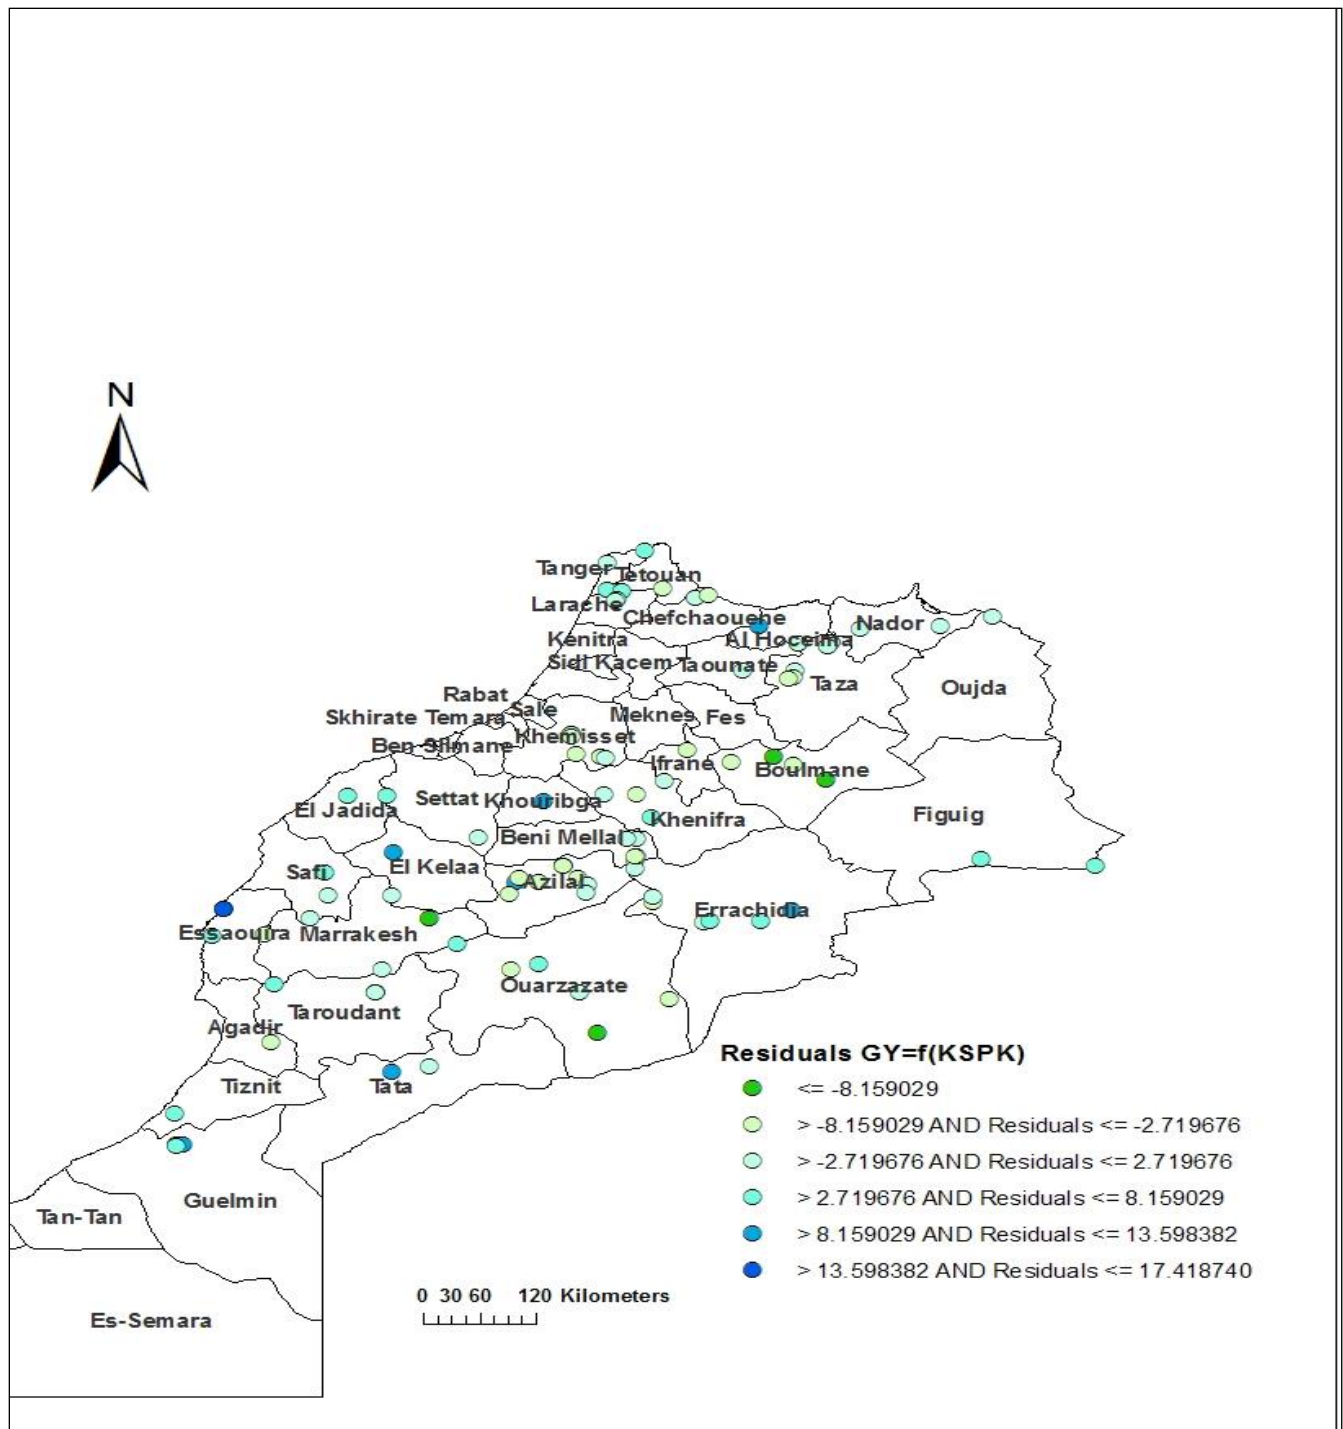 N
Tanger
Tetouan
Larache
Chefchaouene
Nador
Kenitra
Al Hoceima
Sidl Kacem
Taounate
Taza
Oujda
Rabat
Sale
Meknes
Fes
Skhirate Temara
Khemisset
Ben Slimane
Ifrane
Boulmane
Settat
Khouribga
El Jadida
Figuig
Khenifra
Beni Mellal
El Kelaa
Safi
Azilal
Errachidia
Essaouira
Marrakesh
Ouarzazate
Taroudant
Agadir
Tiznit
Tata
Guelmin
Tan-Tan
Es-Semara
Residuals GY=f(KSPK)
<= -8.159029
> -8.159029 AND Residuals <= -2.719676
> -2.719676 AND Residuals <= 2.719676
> 2.719676 AND Residuals <= 8.159029
> 8.159029 AND Residuals <= 13.598382
> 13.598382 AND Residuals <= 17.418740
0 30 60 120 Kilometers